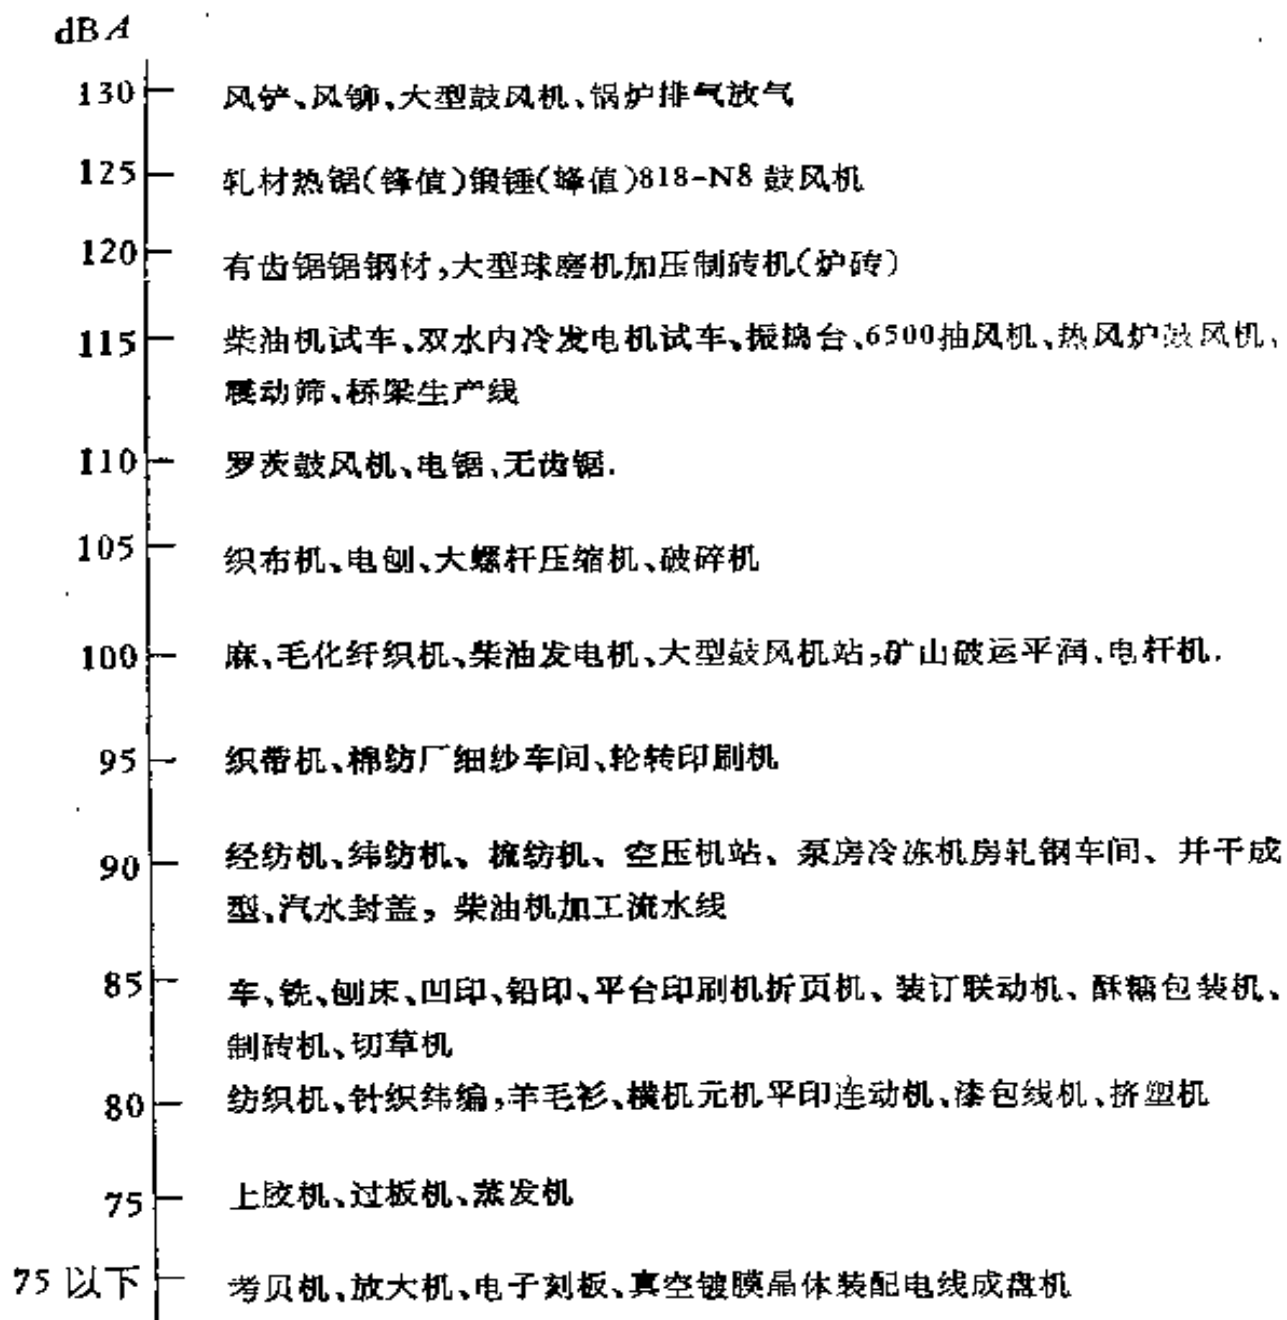 dBA
130 风铲、风铆、大型鼓风机、锅炉排气放气
125 轧材热锯(锋值)锻锤(峰值)818-N8 鼓风机
120 有齿锯锯钢材,大型球磨机加压制砖机(炉砖)
115 柴油机试车、双水内冷发电机试车、振捣台、6500抽风机、热风炉鼓风机、
震动筛、桥梁生产线
110 罗茨鼓风机、电锯、无齿锯.
105 织布机、电刨、大螺杆压缩机、破碎机
100 麻、毛化纤织机、柴油发电机、大型鼓风机站,矿山破运平涧、电杆机.
95 织带机、棉纺厂细纱车间、轮转印刷机
90 经纺机、纬纺机、梳纺机、空压机站、泵房冷冻机房轧钢车间、并干成
型、汽水封盖, 柴油机加工流水线
85 车、铣、刨床、凹印、铅印、平台印刷机折页机、装订联动机、酥糖包装机、
制砖机、切草机
80 纺织机、针织纬编,羊毛衫、横机元机平印连动机、漆包线机、挤塑机
75 上胶机、过板机、蒸发机
75 以下 考贝机、放大机、电子刻板、真空镀膜晶体装配电线成盘机